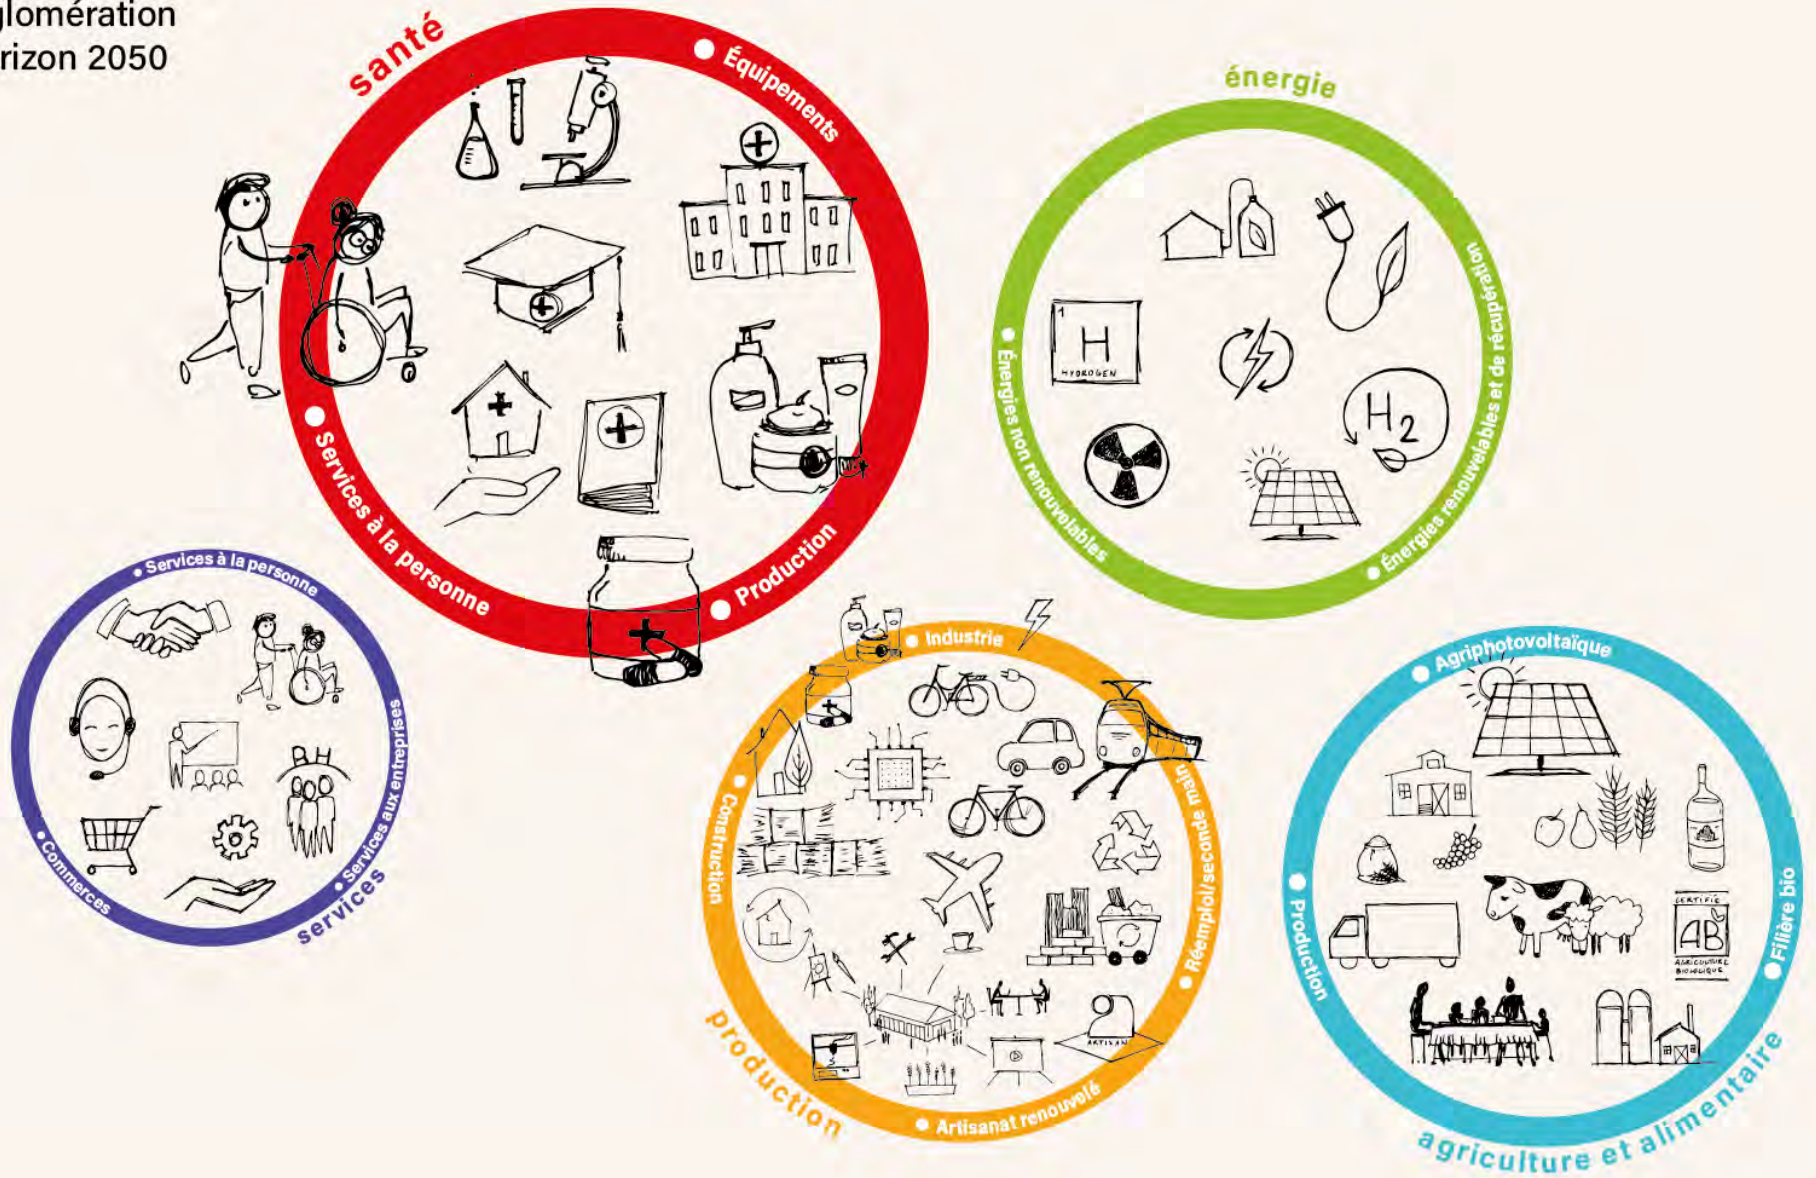 glomération
rizon 2050
santé
Équipements
Services à la personne
Production
énergie
1
H
HYDROGEN
H2
Énergies non renouvelables
Énergies renouvelables et de récupération
Services à la personne
RH
Services aux entreprises
Commerces
services
Industrie
Construction
Réemploi/seconde main
ARTISAN
Artisanat renouvelé
production
Agriphotovoltaïque
Production
CERTIFIÉ
AB
AGRICULTURE
BIOLOGIQUE
Filière bio
agriculture et alimentaire